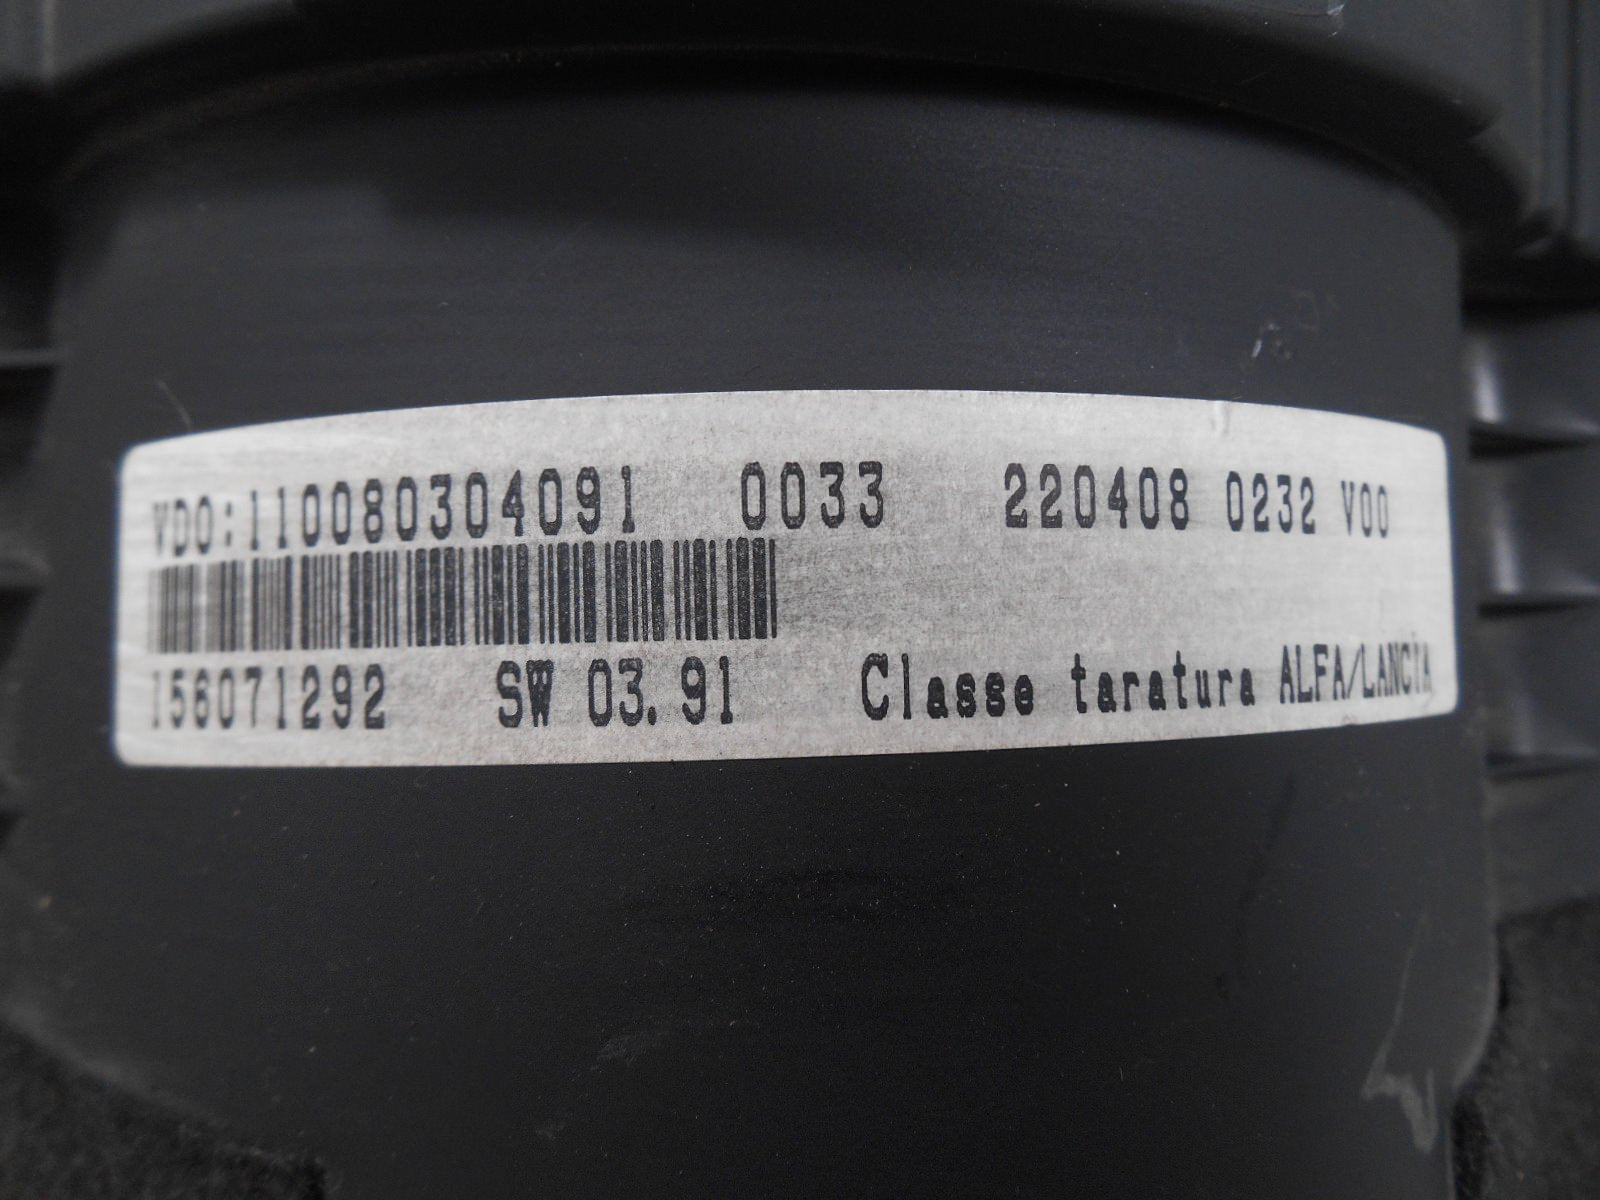 VDO:110080304091 0033 220408 0232 V00
156071292 SW 03.91 Classe taratura ALFA/LANCIA